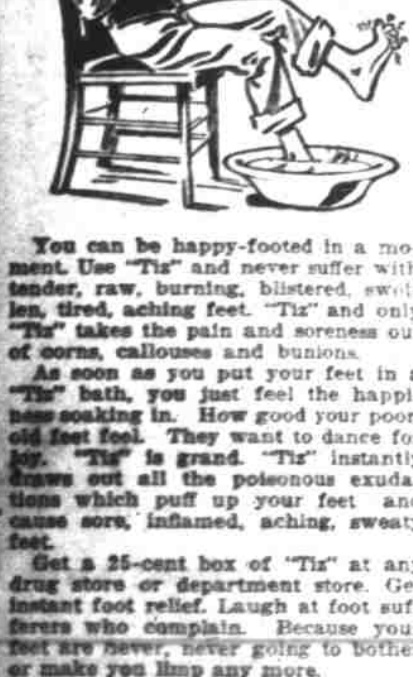 You can be happy-footed in a mo-
ment. Use "Tiz" and never suffer with
tender, raw, burning, blistered, swol-
len, tired, aching feet. "Tiz" and only
"Tiz" takes the pain and soreness ou
of corns, callouses and bunions.
As soon as you put your feet in a
"Tiz" bath, you just feel the happi-
ness soaking in. How good your poor,
old feet feel. They want to dance fo
joy. "Tiz" is grand. "Tiz" instantly
draws out all the poisonous exuda-
tions which puff up your feet and
cause sore, inflamed, aching, sweaty
feet.
Get a 25-cent box of "Tiz" at any
drug store or department store. Ge
instant foot relief. Laugh at foot suf-
ferers who complain. Because you
feet are never, never going to bothe
or make you limp any more.